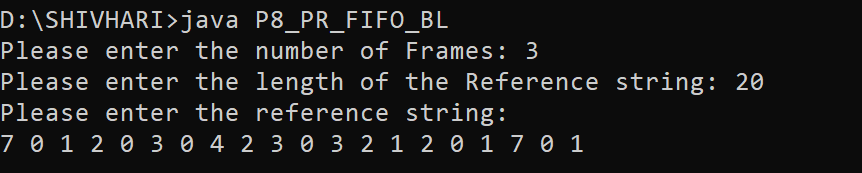 D:\SHIVHARI>java P8_PR_FIFO_BL
Please enter the number of Frames: 3
Please enter the length of the Reference string: 20
Please enter the reference string:
7 0 1 2 0 3 0 4 2 3 0 3 2 1 2 0 1 7 0 1